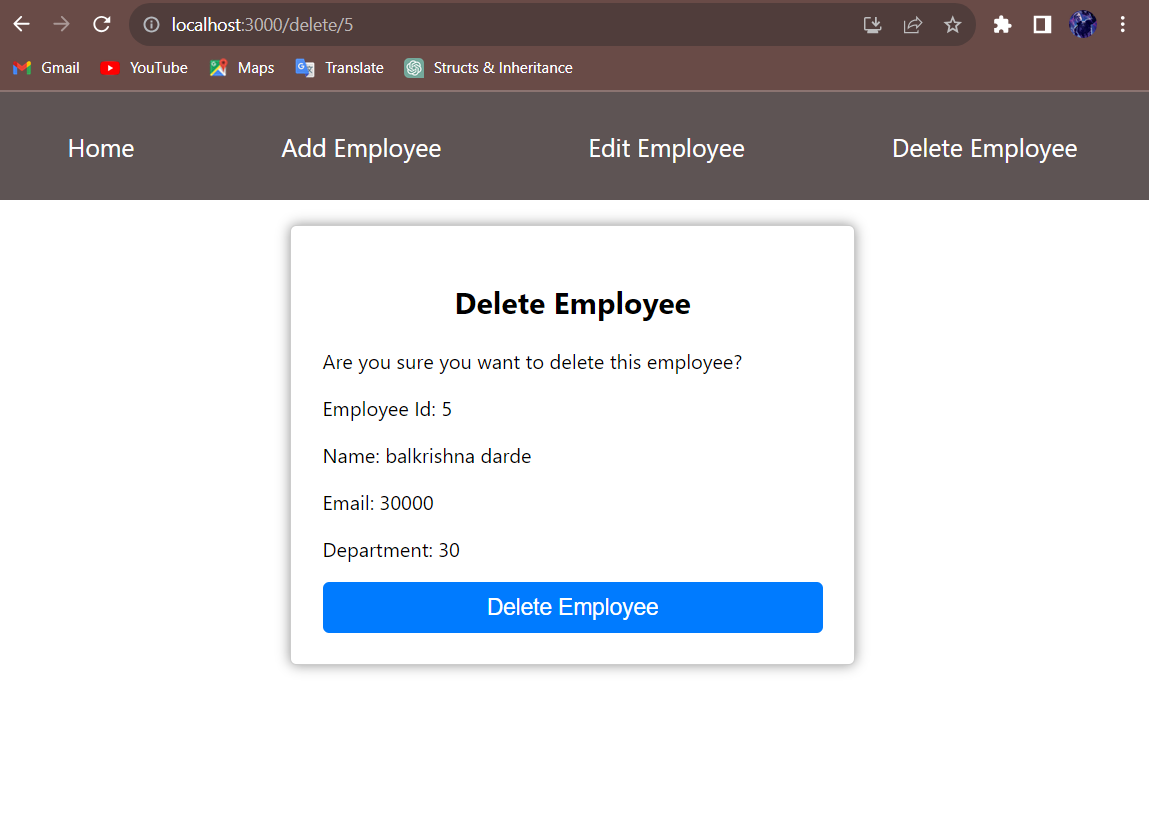 localhost:3000/delete/5
Gmail YouTube Maps Translate Structs & Inheritance
Home Add Employee Edit Employee Delete Employee
Delete Employee
Are you sure you want to delete this employee?
Employee Id: 5
Name: balkrishna darde
Email: 30000
Department: 30
Delete Employee